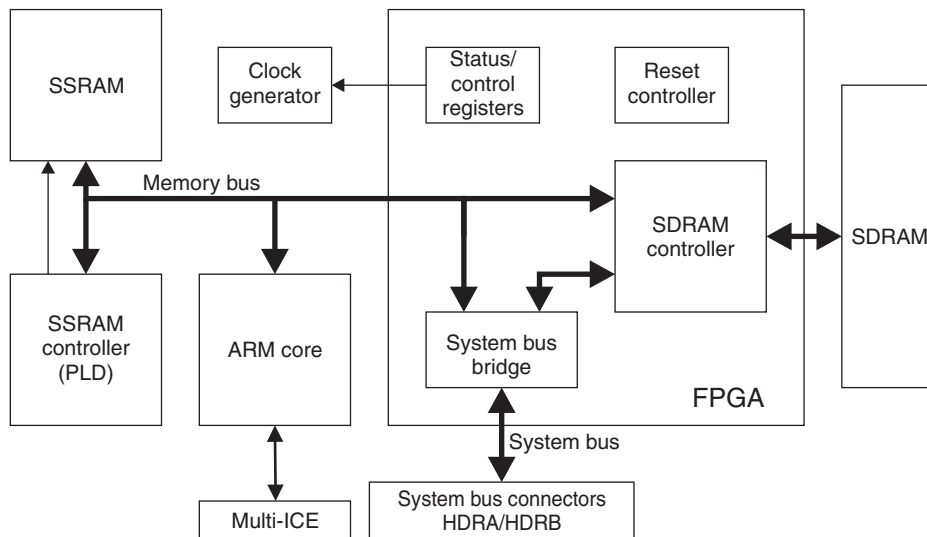 SSRAM
Clock
generator
Status/
control
registers
Reset
controller
Memory bus
SDRAM
controller
SDRAM
SSRAM
controller
(PLD)
ARM core
System bus
bridge
FPGA
System bus
Multi-ICE
System bus connectors
HDRA/HDRB